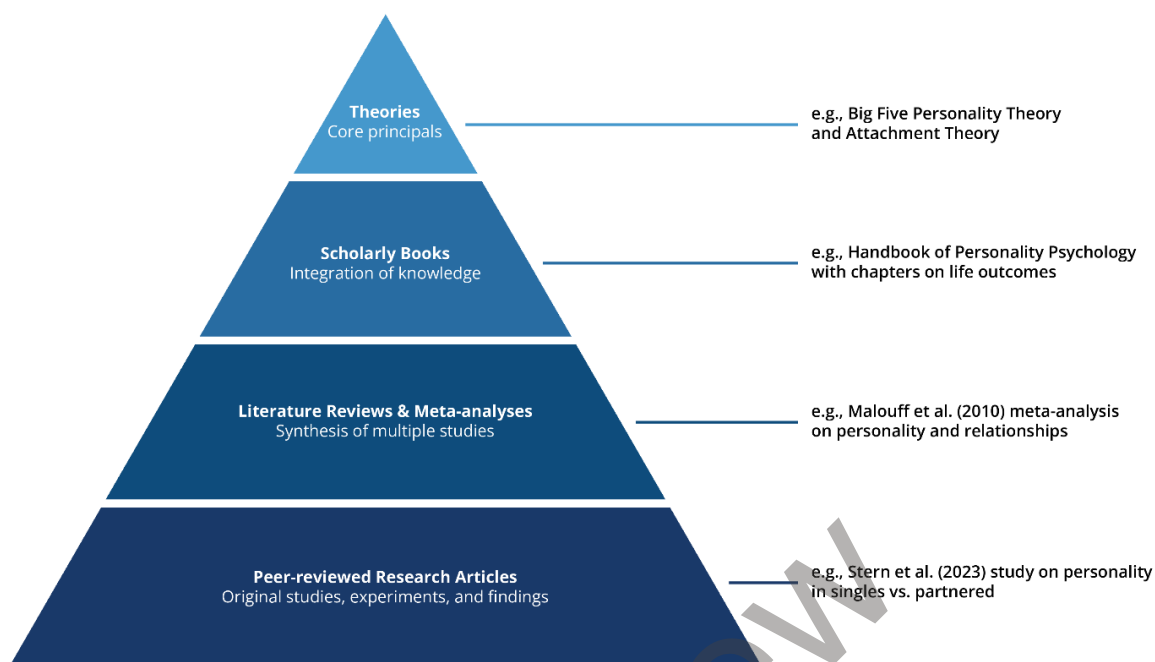 Theories
Core principals
e.g., Big Five Personality Theory
and Attachment Theory
Scholarly Books
Integration of knowledge
e.g., Handbook of Personality Psychology
with chapters on life outcomes
Literature Reviews & Meta-analyses
Synthesis of multiple studies
e.g., Malouff et al. (2010) meta-analysis
on personality and relationships
Peer-reviewed Research Articles
Original studies, experiments, and findings
e.g., Stern et al. (2023) study on personality
in singles vs. partnered